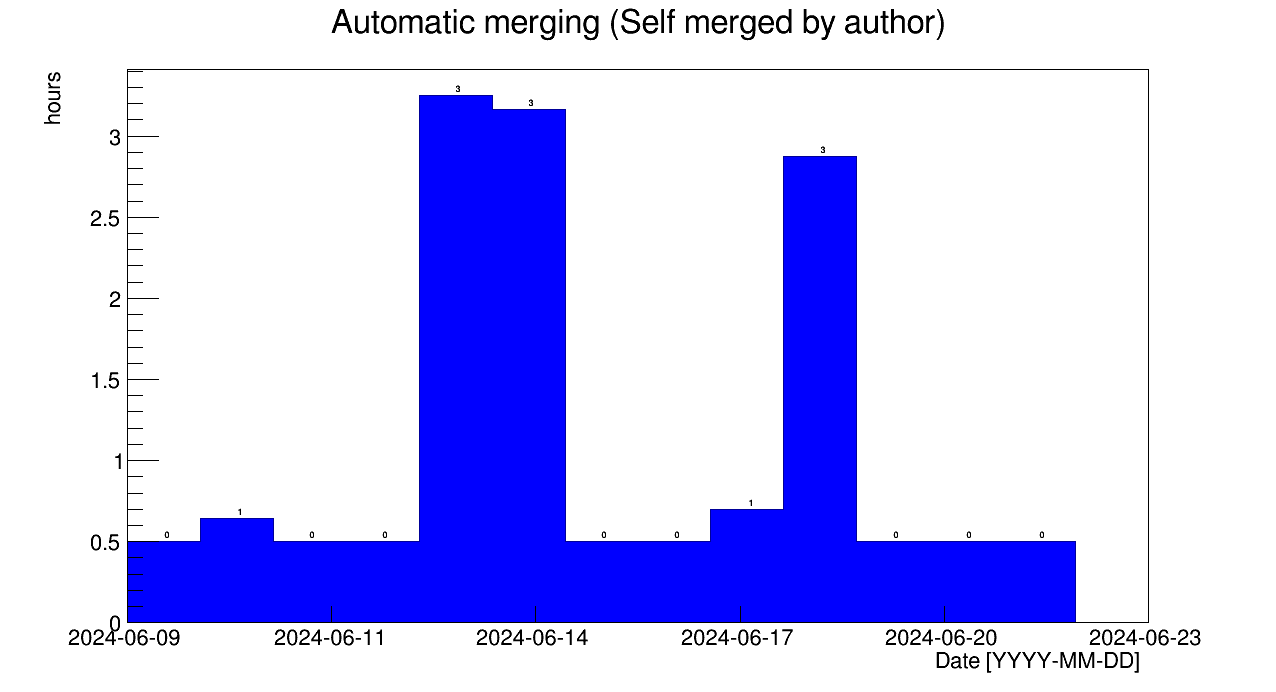 Automatic merging (Self merged by author)
hours
3
2.5
2
1.5
1
0.5
0
0 1 0 0 3 3 0 0 1 3 0 0 0
2024-06-09 2024-06-11 2024-06-14 2024-06-17 2024-06-20 2024-06-23
Date [YYYY-MM-DD]